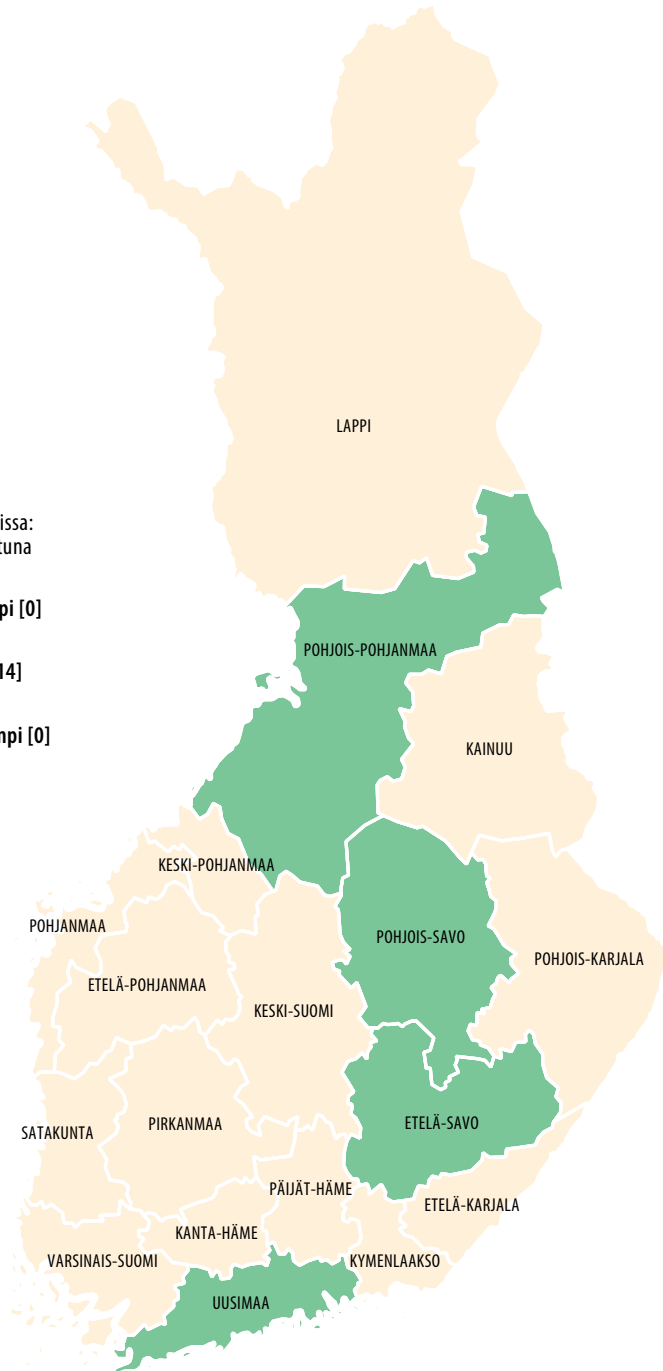 LAPPI
issa:
tuna
pi [0]
14]
npi [0]
POHJOIS-POHJANMAA
KAINUU
KESKI-POHJANMAA
POHJANMAA
POHJOIS-SAVO
POHJOIS-KARJALA
ETELÄ-POHJANMAA
KESKI-SUOMI
SATAKUNTA
PIRKANMAA
ETELÄ-SAVO
PÄIJÄT-HÄME
ETELÄ-KARJALA
KANTA-HÄME
VARSINAIS-SUOMI
KYMENLAAKSO
UUSIMAA